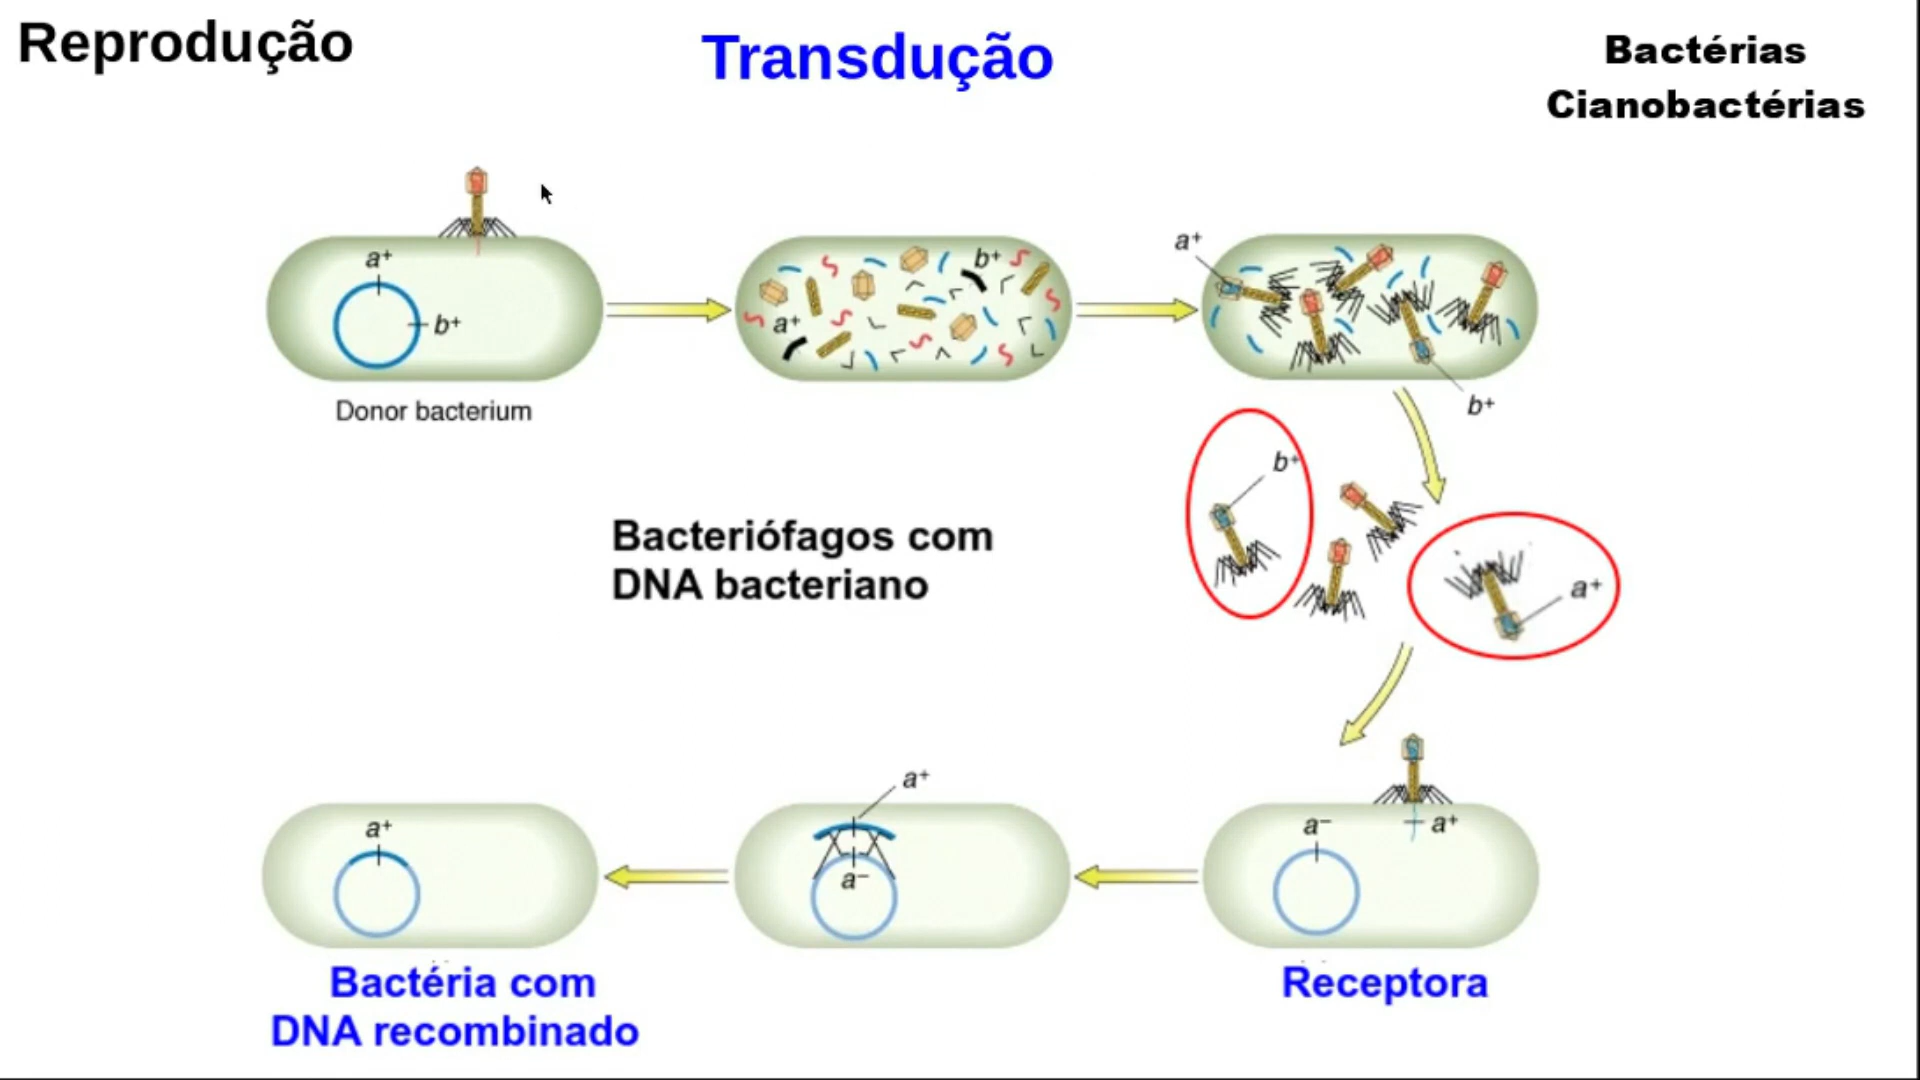 Reprodução
Transdução
Bactérias
Cianobactérias
a⁺
b⁺
Donor bacterium
b⁺
a⁺
a⁺
b⁺
b⁺
a⁺
Bacteriófagos com
DNA bacteriano
a⁺
a⁺
a⁻
a⁻
a⁺
Bactéria com
DNA recombinado
Receptora